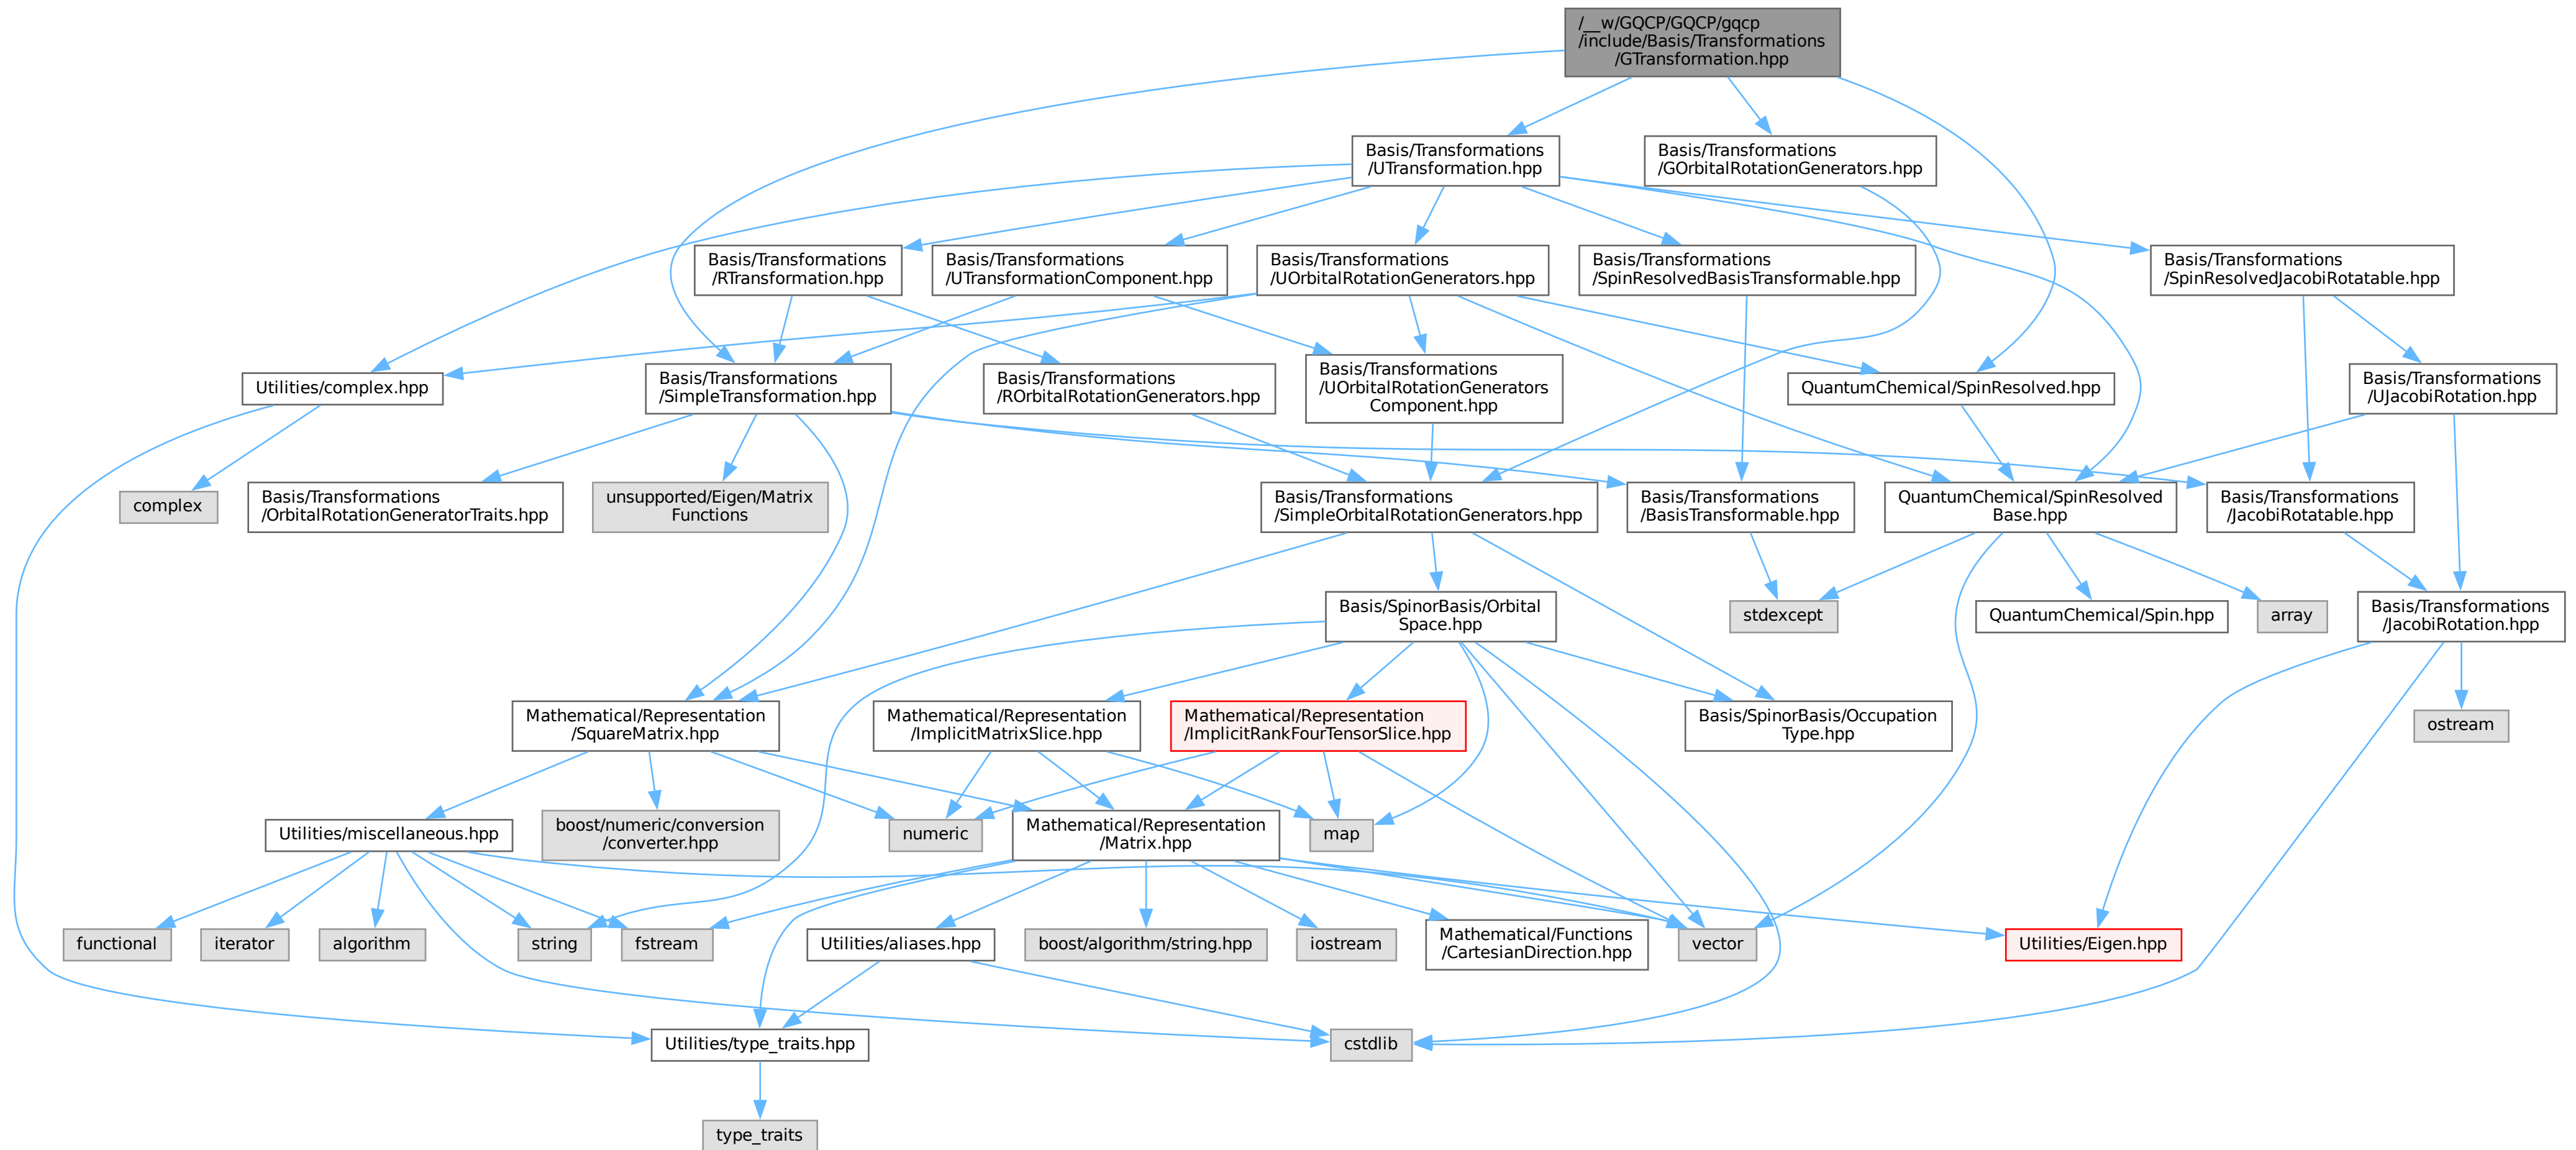 /__w/GQCP/GQCP/gqcp
/include/Basis/Transformations
/GTransformation.hpp
Basis/Transformations
/UTransformation.hpp
Basis/Transformations
/GOrbitalRotationGenerators.hpp
Basis/Transformations
/RTransformation.hpp
Basis/Transformations
/UTransformationComponent.hpp
Basis/Transformations
/UOrbitalRotationGenerators.hpp
Basis/Transformations
/SpinResolvedBasisTransformable.hpp
Basis/Transformations
/SpinResolvedJacobiRotatable.hpp
Utilities/complex.hpp
Basis/Transformations
/SimpleTransformation.hpp
Basis/Transformations
/ROrbitalRotationGenerators.hpp
Basis/Transformations
/UOrbitalRotationGenerators
Component.hpp
QuantumChemical/SpinResolved.hpp
Basis/Transformations
/UJacobiRotation.hpp
complex
Basis/Transformations
/OrbitalRotationGeneratorTraits.hpp
unsupported/Eigen/Matrix
Functions
Basis/Transformations
/SimpleOrbitalRotationGenerators.hpp
Basis/Transformations
/BasisTransformable.hpp
QuantumChemical/SpinResolved
Base.hpp
Basis/Transformations
/JacobiRotatable.hpp
Basis/SpinorBasis/Orbital
Space.hpp
stdexcept
QuantumChemical/Spin.hpp
array
Basis/Transformations
/JacobiRotation.hpp
Mathematical/Representation
/SquareMatrix.hpp
Mathematical/Representation
/ImplicitMatrixSlice.hpp
Mathematical/Representation
/ImplicitRankFourTensorSlice.hpp
Basis/SpinorBasis/Occupation
Type.hpp
ostream
Utilities/miscellaneous.hpp
boost/numeric/conversion
/converter.hpp
numeric
Mathematical/Representation
/Matrix.hpp
map
functional
iterator
algorithm
string
fstream
Utilities/aliases.hpp
boost/algorithm/string.hpp
iostream
Mathematical/Functions
/CartesianDirection.hpp
vector
Utilities/Eigen.hpp
Utilities/type_traits.hpp
cstdlib
type_traits